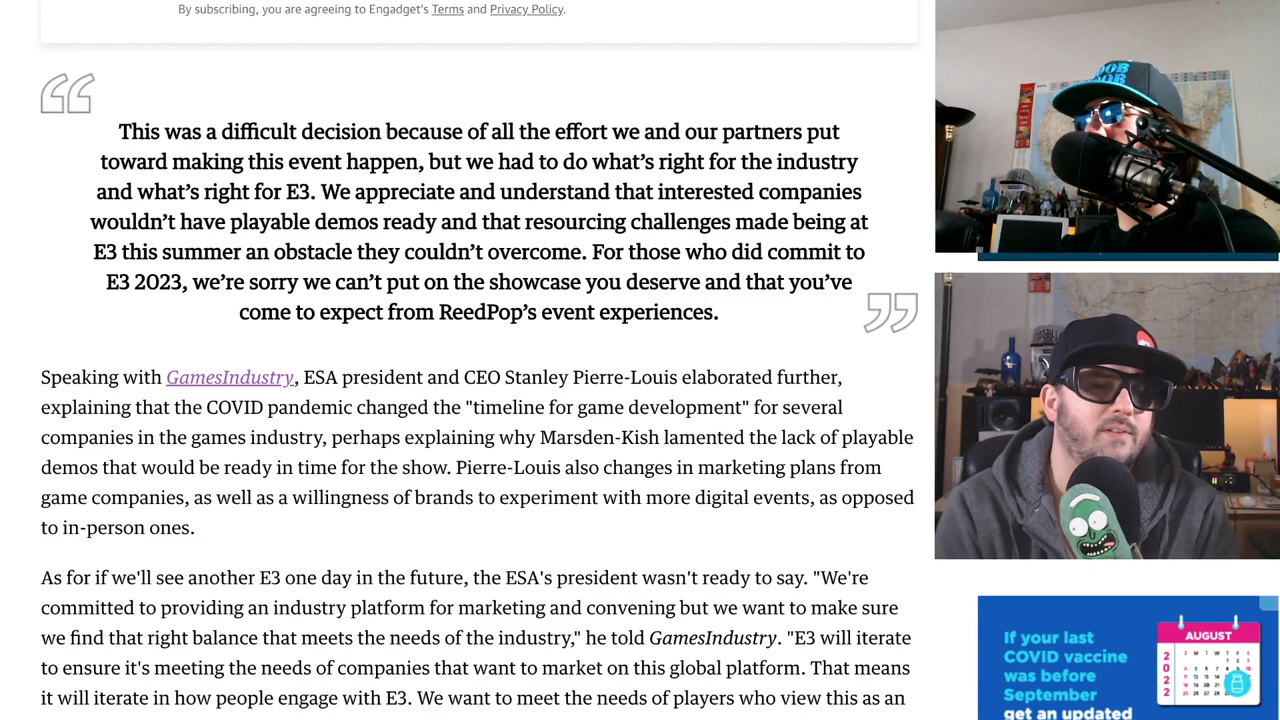 By subscribing, you are agreeing to Engadget's Terms and Privacy Policy.
This was a difficult decision because of all the effort we and our partners put
toward making this event happen, but we had to do what’s right for the industry
and what’s right for E3. We appreciate and understand that interested companies
wouldn’t have playable demos ready and that resourcing challenges made being at
E3 this summer an obstacle they couldn’t overcome. For those who did commit to
E3 2023, we’re sorry we can’t put on the showcase you deserve and that you’ve
come to expect from ReedPop’s event experiences.
Speaking with GamesIndustry, ESA president and CEO Stanley Pierre-Louis elaborated further,
explaining that the COVID pandemic changed the "timeline for game development" for several
companies in the games industry, perhaps explaining why Marsden-Kish lamented the lack of playable
demos that would be ready in time for the show. Pierre-Louis also changes in marketing plans from
game companies, as well as a willingness of brands to experiment with more digital events, as opposed
to in-person ones.
As for if we'll see another E3 one day in the future, the ESA's president wasn't ready to say. "We're
committed to providing an industry platform for marketing and convening but we want to make sure
we find that right balance that meets the needs of the industry," he told GamesIndustry. "E3 will iterate
to ensure it's meeting the needs of companies that want to market on this global platform. That means
it will iterate in how people engage with E3. We want to meet the needs of players who view this as an
If your last
COVID vaccine
was before
September
get an updated
AUGUST
2022